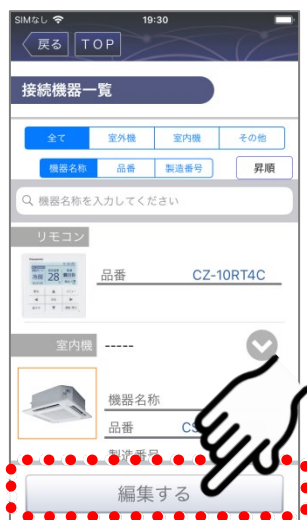 SIMなし 19:30
戻る TOP
接続機器一覧
全て 室外機 室内機 その他
機器名称 品番 製造番号 昇順
機器名称を入力してください
リモコン
品番 CZ-10RT4C
室内機 -----
機器名称
品番 CS
製造番号
編集する